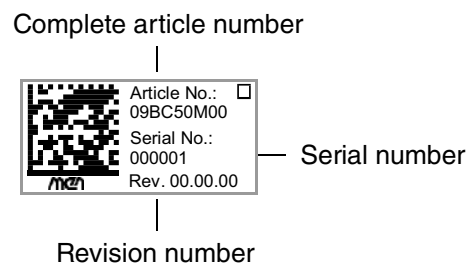 Complete article number
Article No.:
09BC50M00
Serial No.:
000001
Serial number
men
Rev. 00.00.00
Revision number